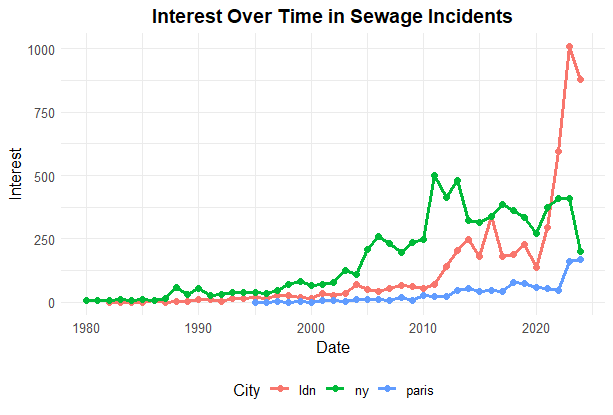 Interest Over Time in Sewage Incidents
1000
750
500
250
0
Interest
1980 1990 2000 2010 2020
Date
City ldn ny paris